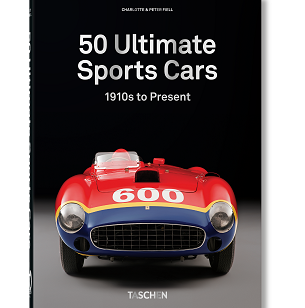 CHARLOTTE & PETER FIELL
50 Ultimate
Sports Cars
1910s to Present
600
TASCHEN